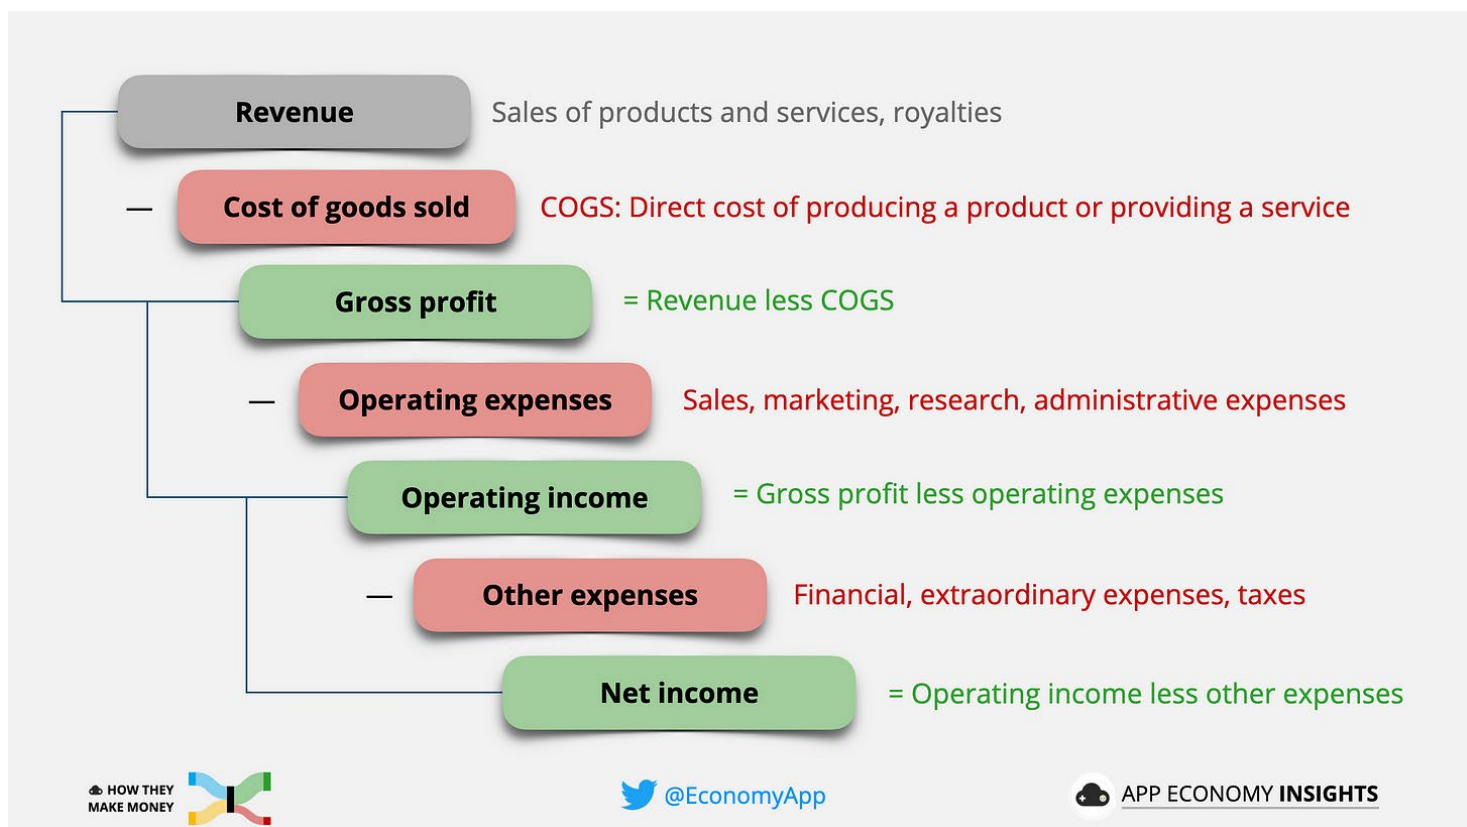 Revenue
Sales of products and services, royalties
— Cost of goods sold
COGS: Direct cost of producing a product or providing a service
Gross profit
= Revenue less COGS
— Operating expenses
Sales, marketing, research, administrative expenses
Operating income
= Gross profit less operating expenses
— Other expenses
Financial, extraordinary expenses, taxes
Net income
= Operating income less other expenses
HOW THEY
MAKE MONEY
@EconomyApp
APP ECONOMY INSIGHTS